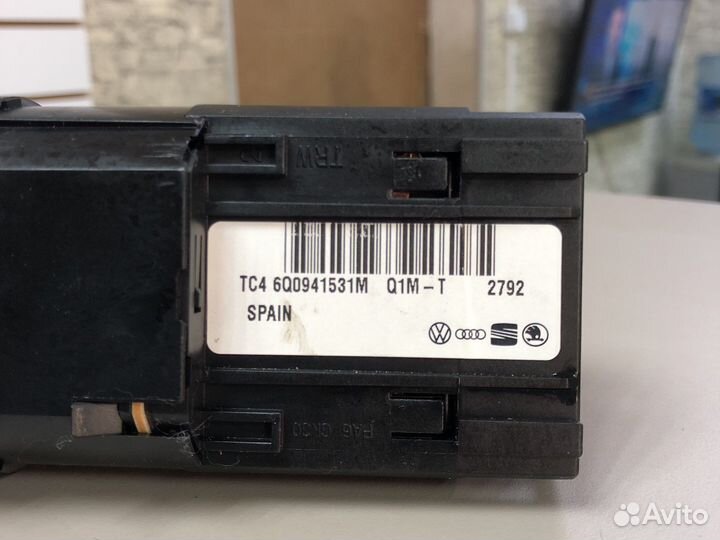 TRW
TC4 6Q0941531M Q1M-T 2792
SPAIN
Avito